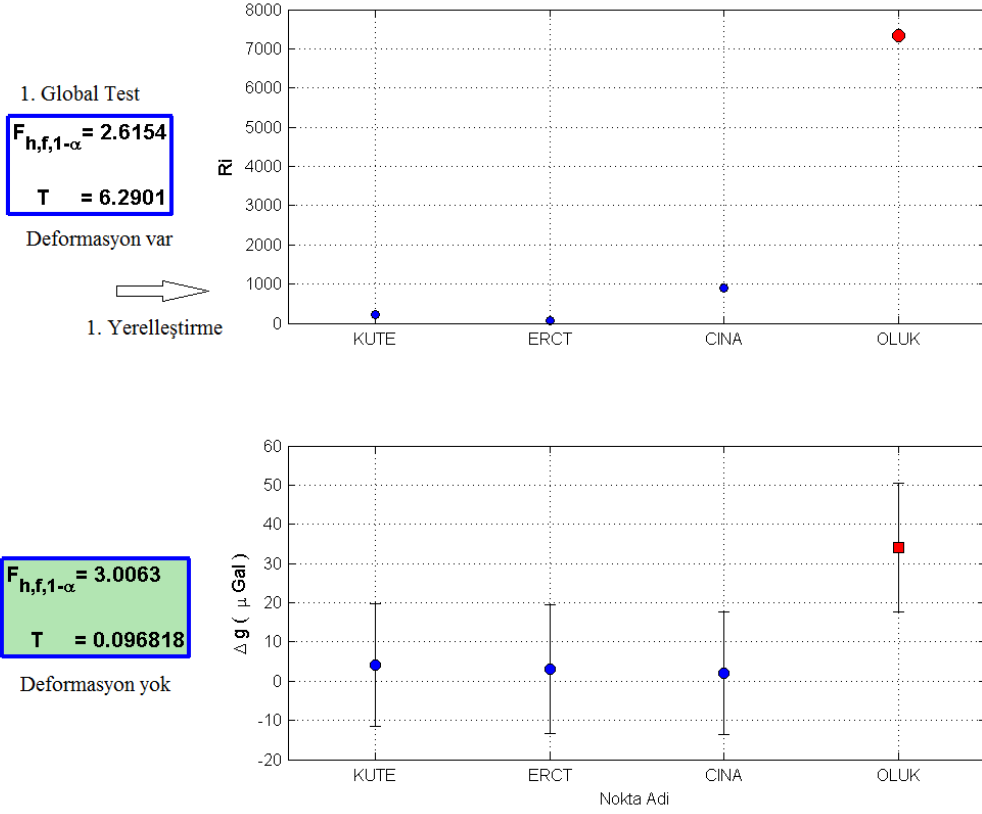 1. Global Test
F h,f,1-α = 2.6154
T = 6.2901
Deformasyon var
1. Yerelleştirme
8000
7000
6000
5000
4000
3000
2000
1000
0
Ri
KUTE ERCT CINA OLUK
F h,f,1-α = 3.0063
T = 0.096818
Deformasyon yok
60
50
40
30
20
10
0
-10
-20
Δ g ( μ Gal )
KUTE ERCT CINA OLUK
Nokta Adi